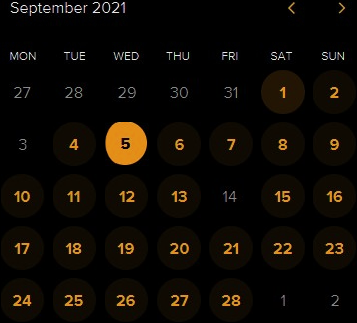 September 2021
MON TUE WED THU FRI SAT SUN
27 28 29 30 31 1 2
3 4 5 6 7 8 9
10 11 12 13 14 15 16
17 18 19 20 21 22 23
24 25 26 27 28 1 2